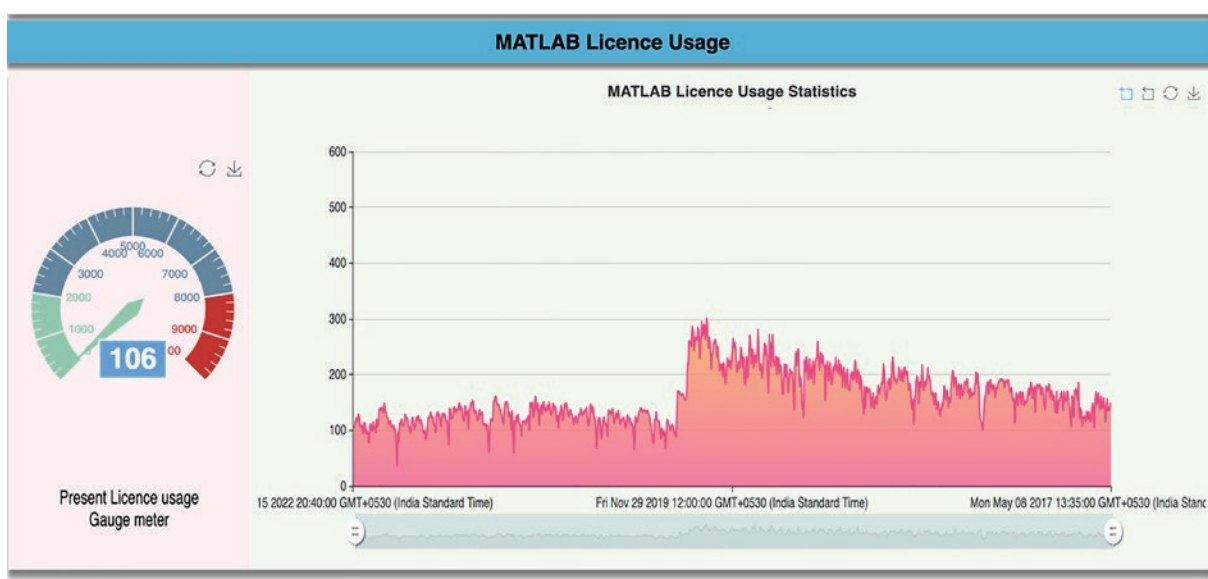 MATLAB Licence Usage
MATLAB Licence Usage Statistics
600
500
400
300
200
100
0
15 2022 20:40:00 GMT+0530 (India Standard Time)
Fri Nov 29 2019 12:00:00 GMT+0530 (India Standard Time)
Mon May 08 2017 13:35:00 GMT+0530 (India Stanc
1000
2000
3000
4000
5000
6000
7000
8000
9000
00
106
Present Licence usage
Gauge meter